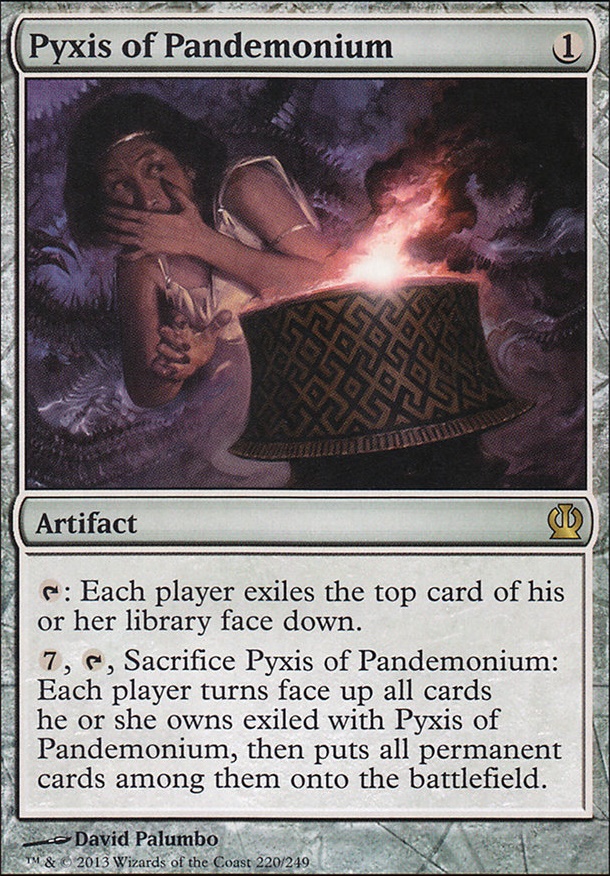 Pyxis of Pandemonium 1
Artifact
: Each player exiles the top card of his
or her library face down.
7, , Sacrifice Pyxis of Pandemonium:
Each player turns face up all cards
he or she owns exiled with Pyxis of
Pandemonium, then puts all permanent
cards among them onto the battlefield.
David Palumbo
™ & © 2013 Wizards of the Coast 220/249